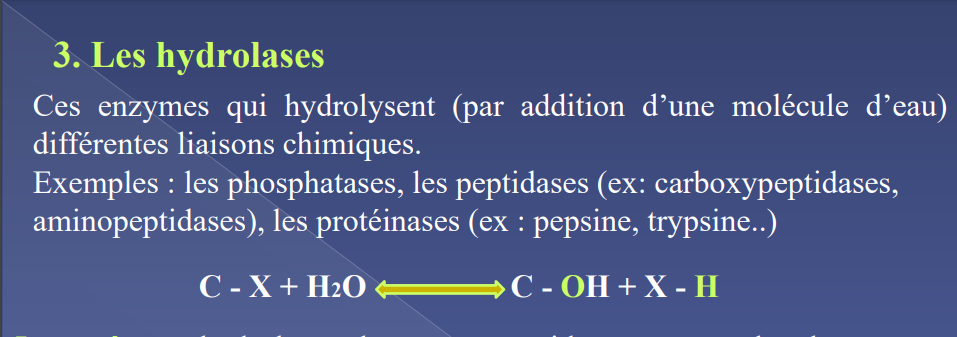 3. Les hydrolases
Ces enzymes qui hydrolysent (par addition d’une molécule d’eau)
différentes liaisons chimiques.
Exemples : les phosphatases, les peptidases (ex: carboxypeptidases,
aminopeptidases), les protéinases (ex : pepsine, trypsine..)
C - X + H2O ⟺ C - OH + X - H